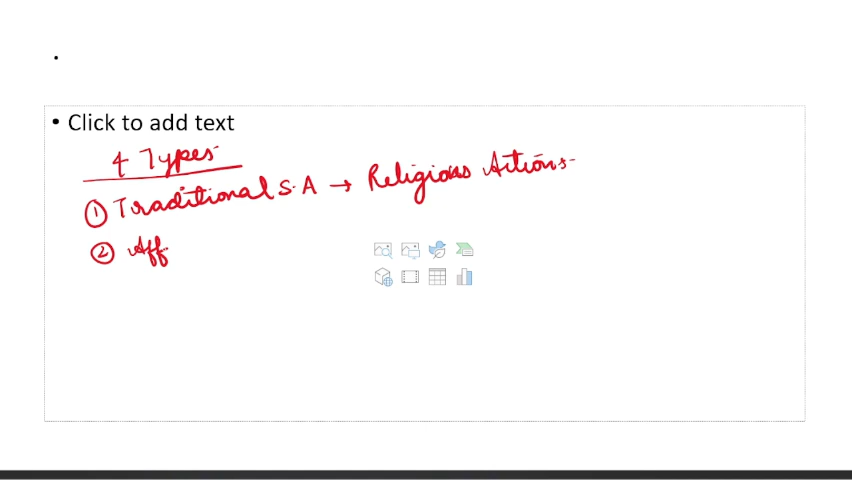 .
• Click to add text
4 Types
① Traditional S.A → Religious Actions
② Aff